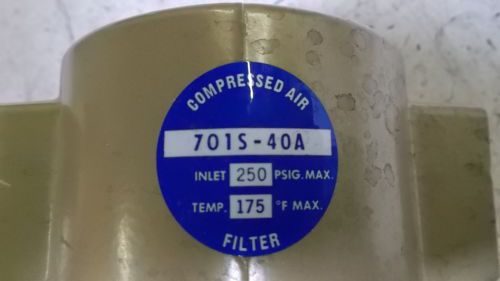 COMPRESSED AIR
701S-40A
INLET 250 PSIG. MAX.
TEMP. 175 °F MAX.
FILTER